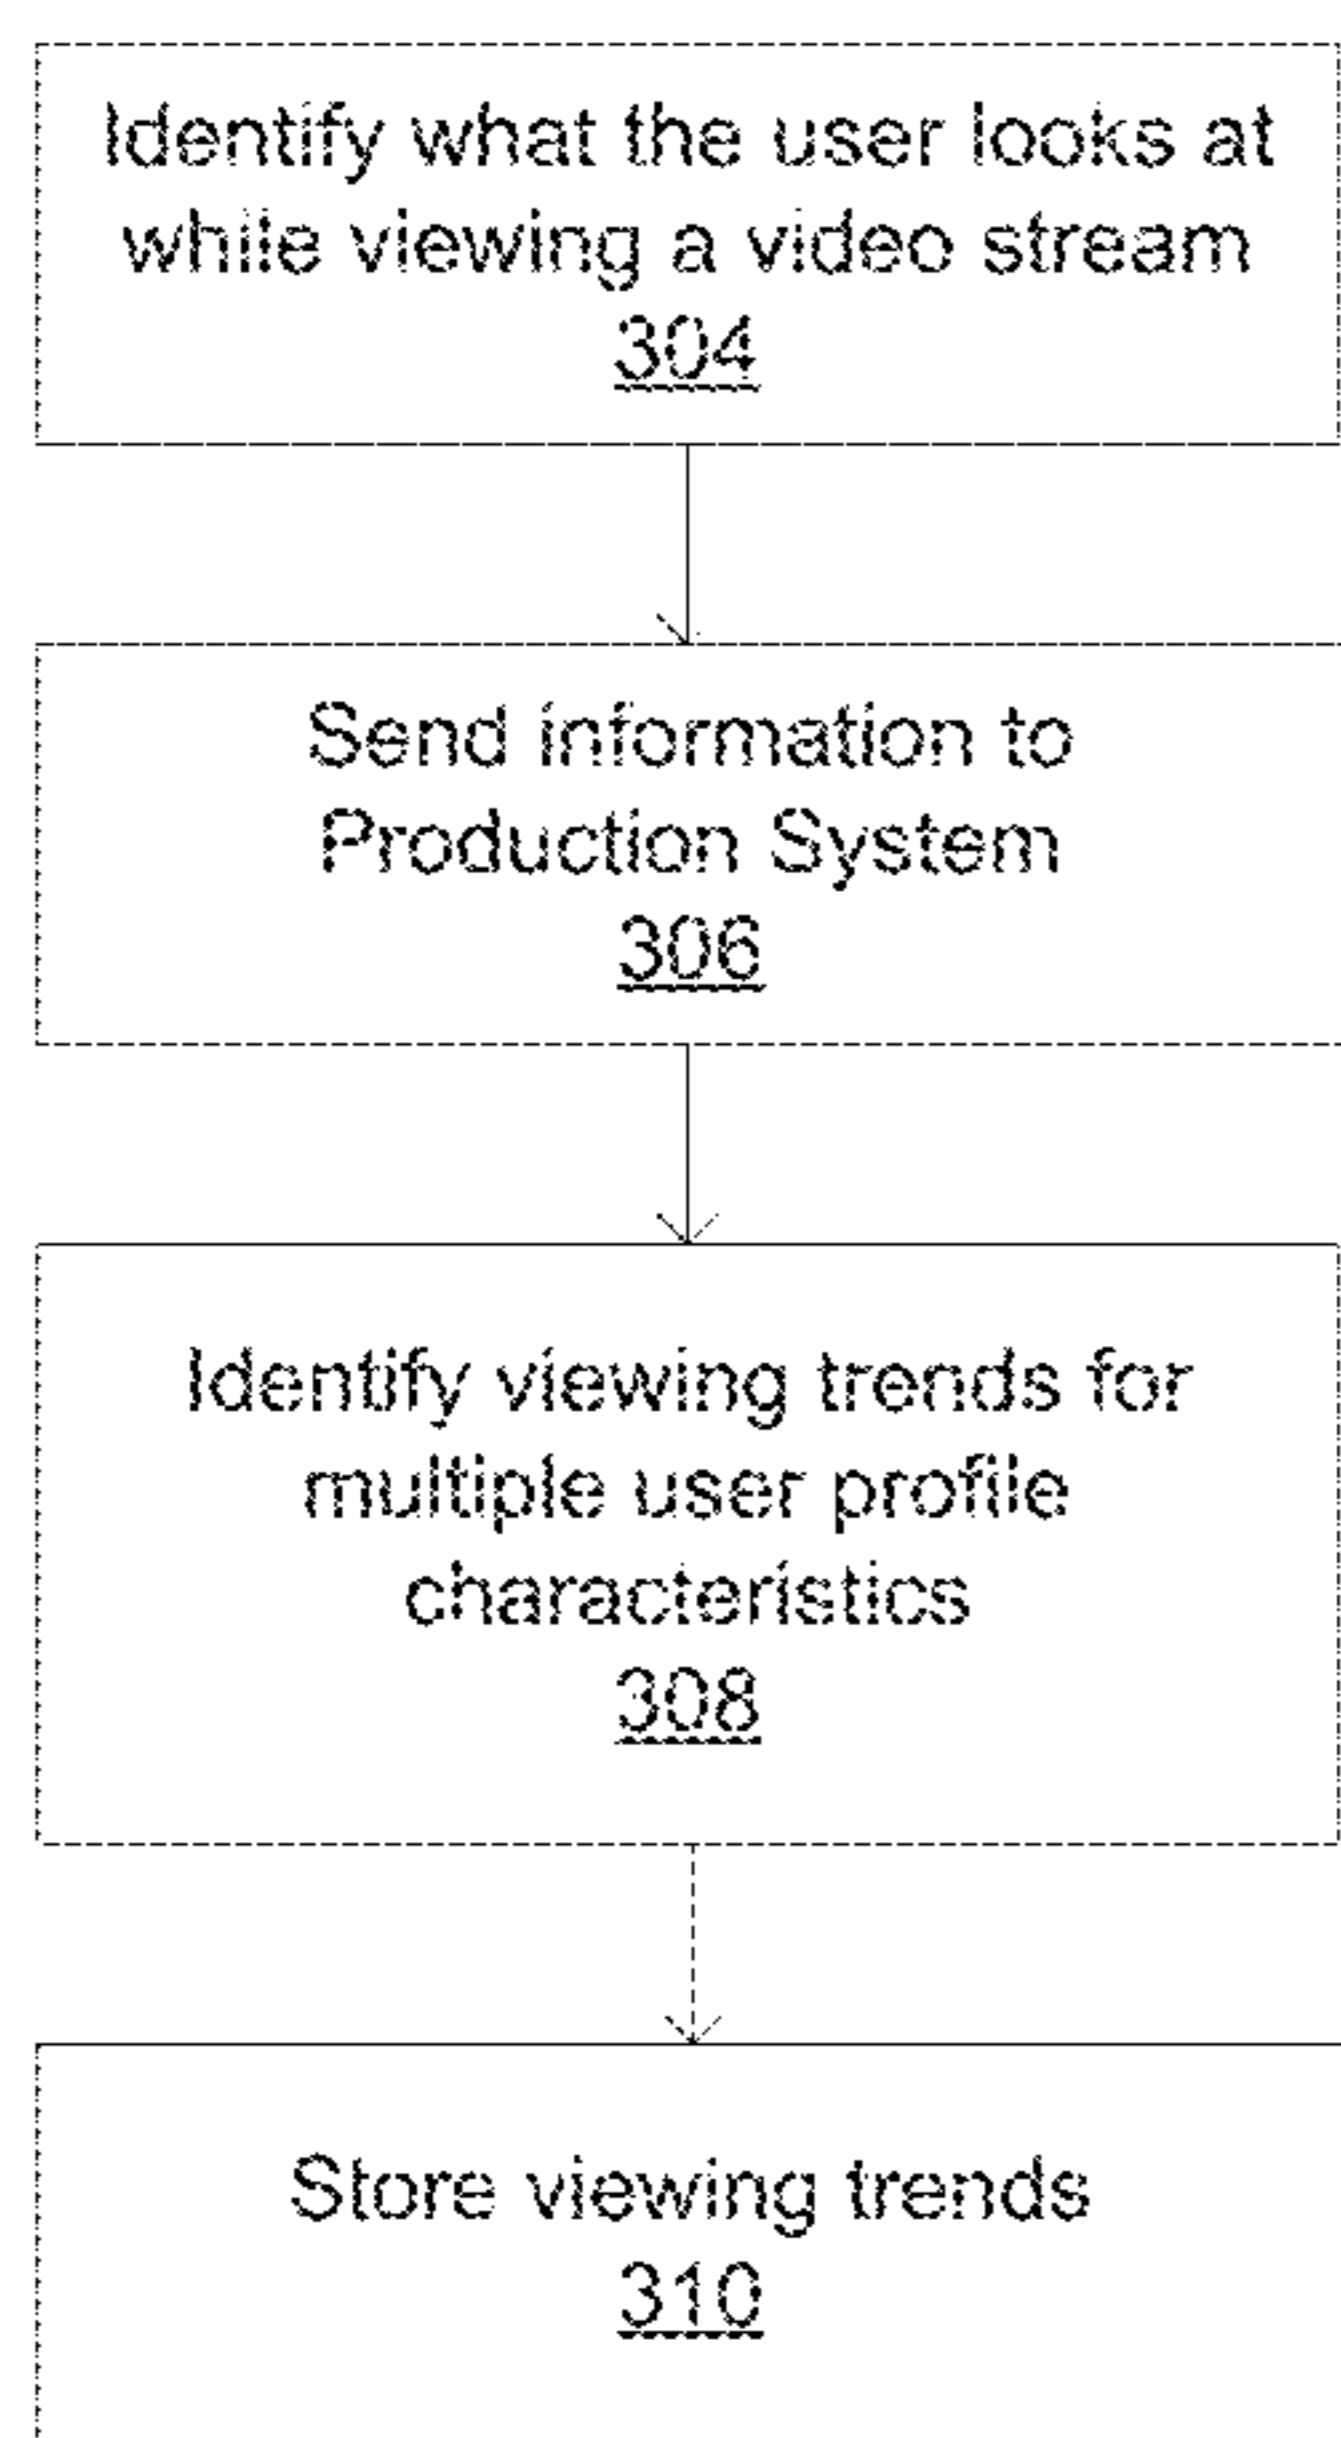 Identify what the user looks at
while viewing a video stream
304
Send information to
Production System
306
Identify viewing trends for
multiple user profile
characteristics
308
Store viewing trends
310